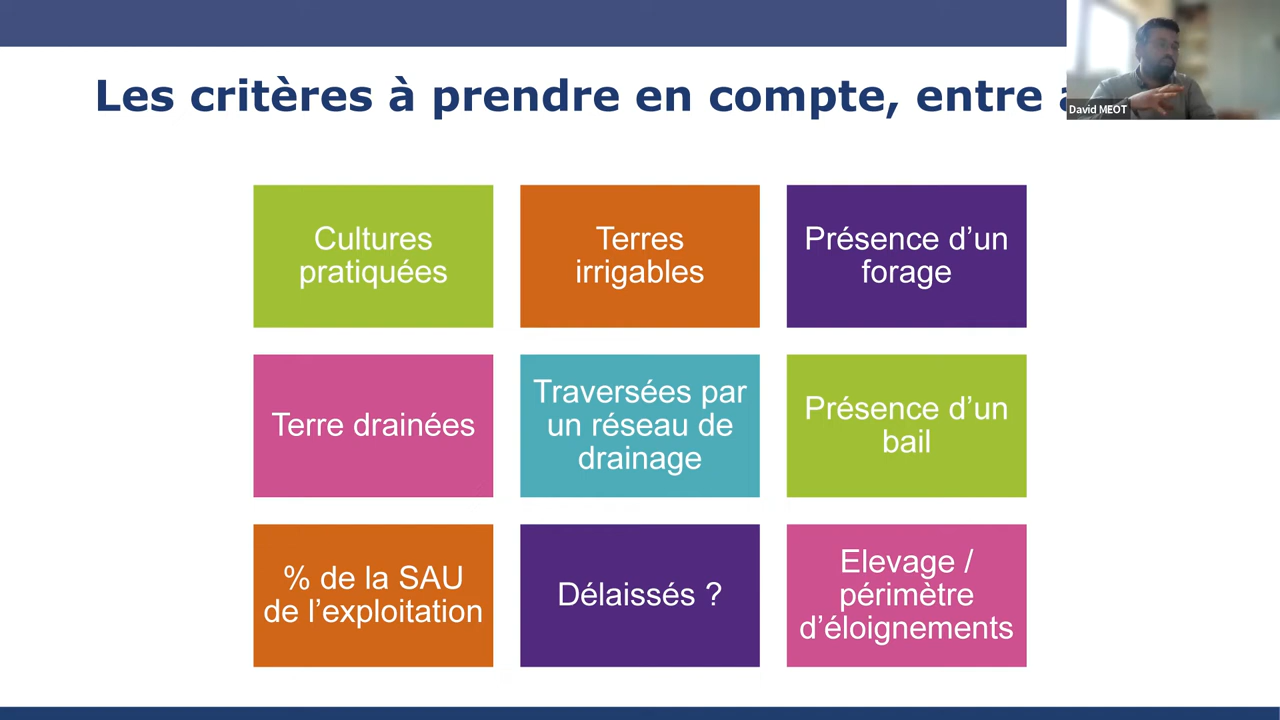 Les critères à prendre en compte, entre
David MEOT
Cultures
pratiquées
Terres
irrigables
Présence d’un
forage
Terre drainées
Traversées par
un réseau de
drainage
Présence d’un
bail
% de la SAU
de l’exploitation
Délaissés ?
Elevage /
périmètre
d’éloignements